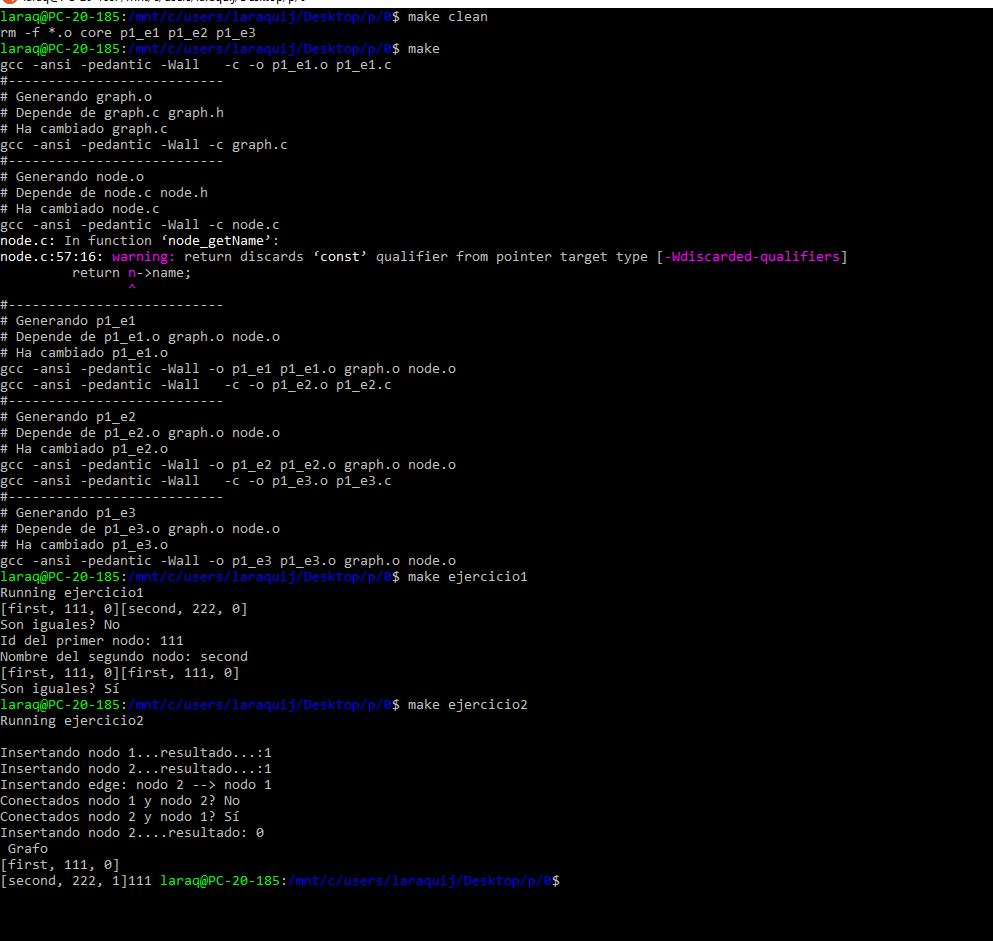 laraq@PC-20-185:/mnt/c/users/laraquij/Desktop/p/0$ make clean
rm -f *.o core p1_e1 p1_e2 p1_e3
laraq@PC-20-185:/mnt/c/users/laraquij/Desktop/p/0$ make
gcc -ansi -pedantic -Wall   -c -o p1_e1.o p1_e1.c
#---------------------------
# Generando graph.o
# Depende de graph.c graph.h
# Ha cambiado graph.c
gcc -ansi -pedantic -Wall -c graph.c
#---------------------------
# Generando node.o
# Depende de node.c node.h
# Ha cambiado node.c
gcc -ansi -pedantic -Wall -c node.c
node.c: In function ‘node_getName’:
node.c:57:16: warning: return discards ‘const’ qualifier from pointer target type [-Wdiscarded-qualifiers]
         return n->name;
                ^
#---------------------------
# Generando p1_e1
# Depende de p1_e1.o graph.o node.o
# Ha cambiado p1_e1.o
gcc -ansi -pedantic -Wall -o p1_e1 p1_e1.o graph.o node.o
gcc -ansi -pedantic -Wall   -c -o p1_e2.o p1_e2.c
#---------------------------
# Generando p1_e2
# Depende de p1_e2.o graph.o node.o
# Ha cambiado p1_e2.o
gcc -ansi -pedantic -Wall -o p1_e2 p1_e2.o graph.o node.o
gcc -ansi -pedantic -Wall   -c -o p1_e3.o p1_e3.c
#---------------------------
# Generando p1_e3
# Depende de p1_e3.o graph.o node.o
# Ha cambiado p1_e3.o
gcc -ansi -pedantic -Wall -o p1_e3 p1_e3.o graph.o node.o
laraq@PC-20-185:/mnt/c/users/laraquij/Desktop/p/0$ make ejercicio1
Running ejercicio1
[first, 111, 0][second, 222, 0]
Son iguales? No
Id del primer nodo: 111
Nombre del segundo nodo: second
[first, 111, 0][first, 111, 0]
Son iguales? Sí
laraq@PC-20-185:/mnt/c/users/laraquij/Desktop/p/0$ make ejercicio2
Running ejercicio2

Insertando nodo 1...resultado...:1
Insertando nodo 2...resultado...:1
Insertando edge: nodo 2 --> nodo 1
Conectados nodo 1 y nodo 2? No
Conectados nodo 2 y nodo 1? Sí
Insertando nodo 2....resultado: 0
 Grafo
[first, 111, 0]
[second, 222, 1]111 laraq@PC-20-185:/mnt/c/users/laraquij/Desktop/p/0$